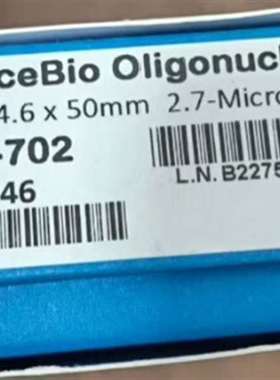 ceBio Oligonuc
4.6 x 50mm 2.7-Micro
702
46
L.N. B2275